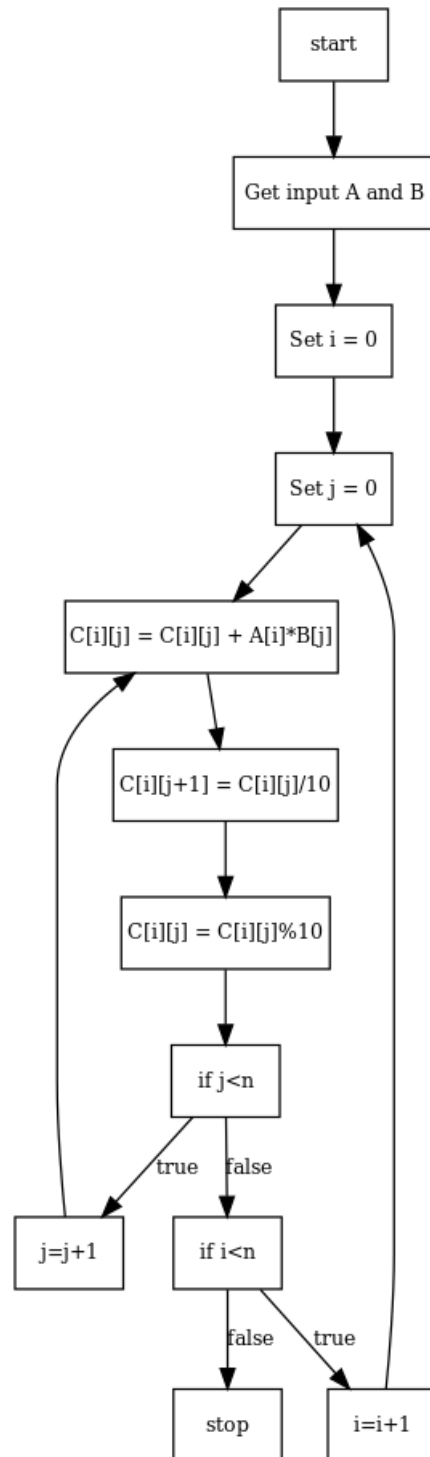 start
Get input A and B
Set i = 0
Set j = 0
C[i][j] = C[i][j] + A[i]*B[j]
C[i][j+1] = C[i][j]/10
C[i][j] = C[i][j]%10
if j<n
true
false
j=j+1
if i<n
false
true
stop
i=i+1